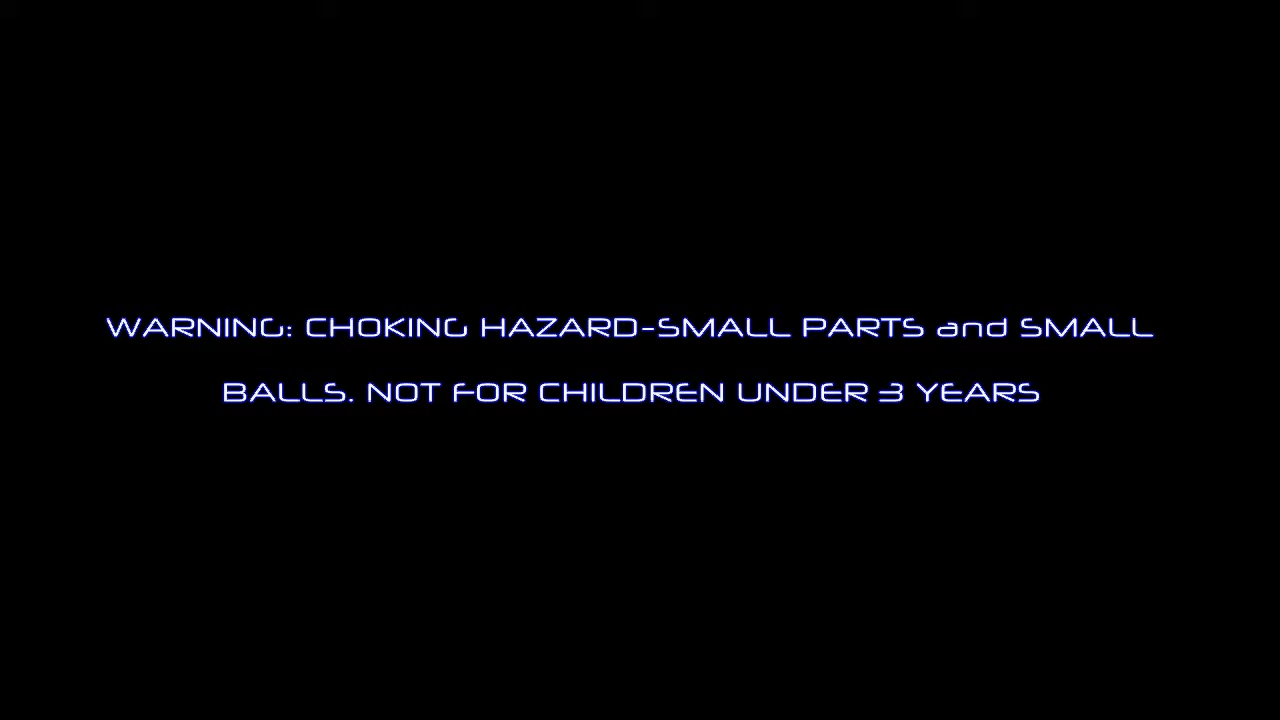 WARNING: CHOKING HAZARD-SMALL PARTS and SMALL
BALLS. NOT FOR CHILDREN UNDER 3 YEARS